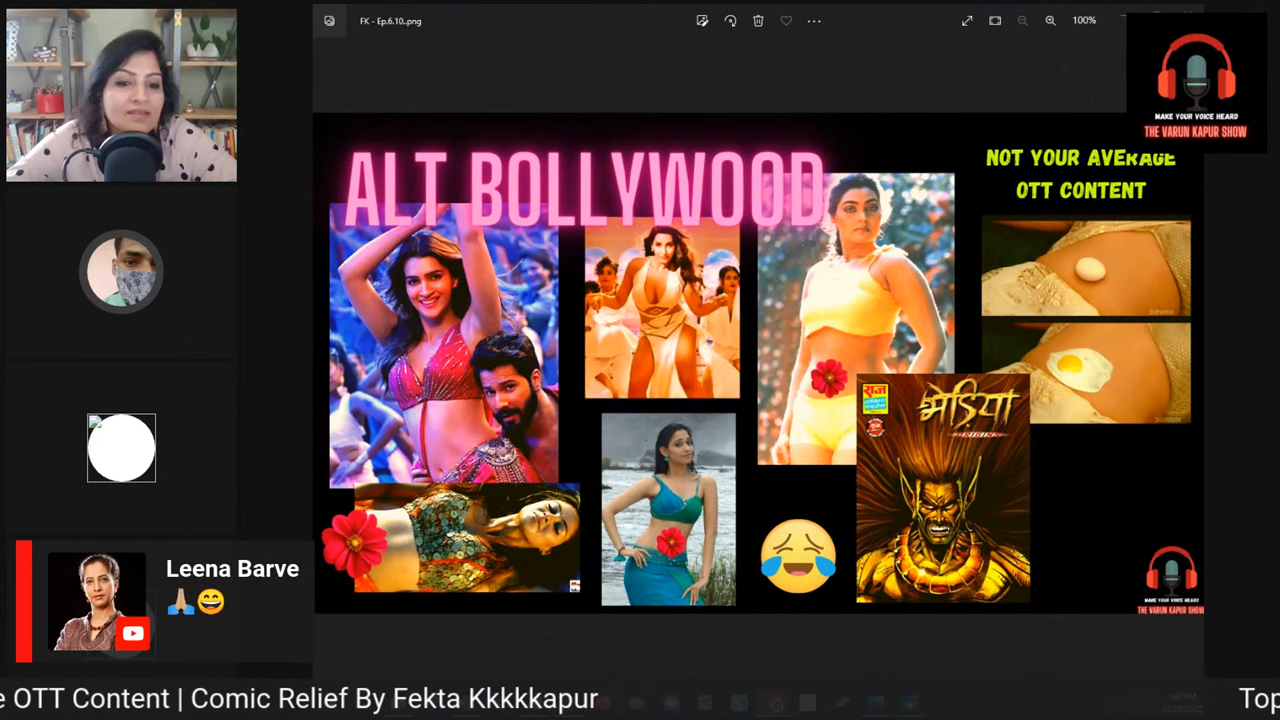 FK - Ep.6.10..png
100%
MAKE YOUR VOICE HEARD
THE VARUN KAPUR SHOW
ALT BOLLYWOOD
NOT YOUR AVERAGE
OTT CONTENT
राज
भेड़िया
ORIGIN
Leena Barve
🙏🏼😄
MAKE YOUR VOICE HEARD
THE VARUN KAPUR SHOW
e OTT Content | Comic Relief By Fekta Kkkkkapur
Top